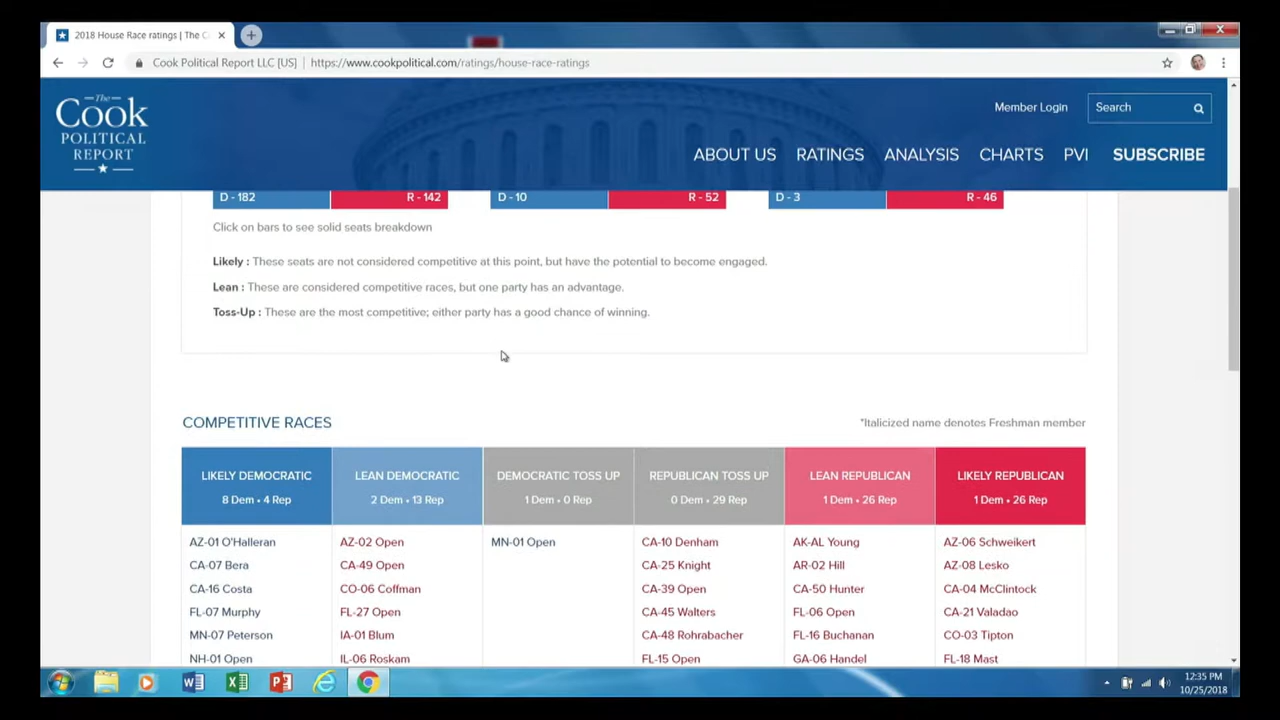 2018 House Race ratings | The C
Cook Political Report LLC [US] | https://www.cookpolitical.com/ratings/house-race-ratings
The
Cook
POLITICAL
REPORT
Member Login
Search
ABOUT US RATINGS ANALYSIS CHARTS PVI SUBSCRIBE
D - 182 R - 142 D - 10 R - 52 D - 3 R - 46
Click on bars to see solid seats breakdown
Likely : These seats are not considered competitive at this point, but have the potential to become engaged.
Lean : These are considered competitive races, but one party has an advantage.
Toss-Up : These are the most competitive; either party has a good chance of winning.
COMPETITIVE RACES
*Italicized name denotes Freshman member
LIKELY DEMOCRATIC LEAN DEMOCRATIC DEMOCRATIC TOSS UP REPUBLICAN TOSS UP LEAN REPUBLICAN LIKELY REPUBLICAN
8 Dem • 4 Rep 2 Dem • 13 Rep 1 Dem • 0 Rep 0 Dem • 29 Rep 1 Dem • 26 Rep 1 Dem • 26 Rep
AZ-01 O'Halleran AZ-02 Open MN-01 Open CA-10 Denham AK-AL Young AZ-06 Schweikert
CA-07 Bera CA-49 Open CA-25 Knight AR-02 Hill AZ-08 Lesko
CA-16 Costa CO-06 Coffman CA-39 Open CA-50 Hunter CA-04 McClintock
FL-07 Murphy FL-27 Open CA-45 Walters FL-06 Open CA-21 Valadao
MN-07 Peterson IA-01 Blum CA-48 Rohrabacher FL-16 Buchanan CO-03 Tipton
NH-01 Open IL-06 Roskam FL-15 Open GA-06 Handel FL-18 Mast
12:35 PM
10/25/2018